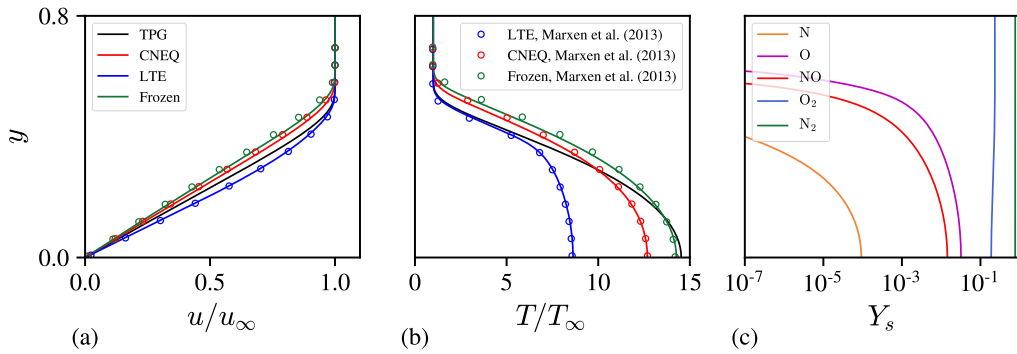 0.8
y
0.0
TPG
CNEQ
LTE
Frozen
0.0 0.5 1.0
u/u∞
(a)
LTE, Marxen et al. (2013)
CNEQ, Marxen et al. (2013)
Frozen, Marxen et al. (2013)
0 5 10 15
T/T∞
(b)
N
O
NO
O₂
N₂
10⁻⁷ 10⁻⁵ 10⁻³ 10⁻¹
Yₛ
(c)